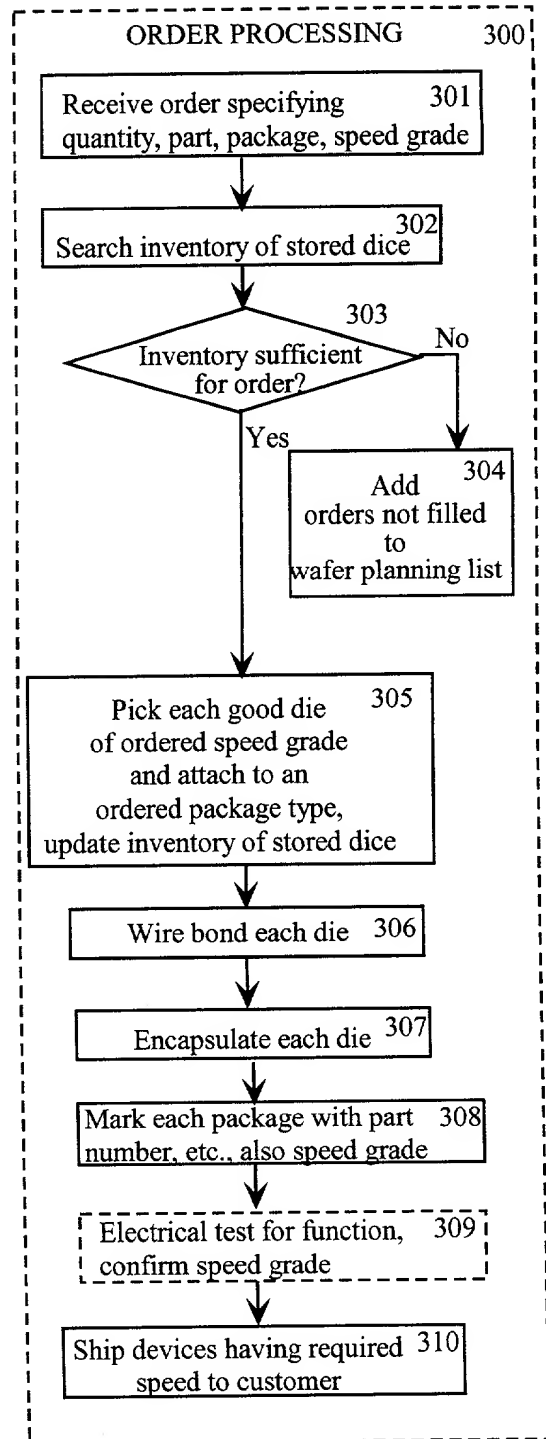 ORDER PROCESSING 300
Receive order specifying 301
quantity, part, package, speed grade
302
Search inventory of stored dice
303
Inventory sufficient
for order?
No
Yes
304
Add
orders not filled
to
wafer planning list
Pick each good die 305
of ordered speed grade
and attach to an
ordered package type,
update inventory of stored dice
Wire bond each die 306
Encapsulate each die 307
Mark each package with part 308
number, etc., also speed grade
Electrical test for function, 309
confirm speed grade
Ship devices having required 310
speed to customer